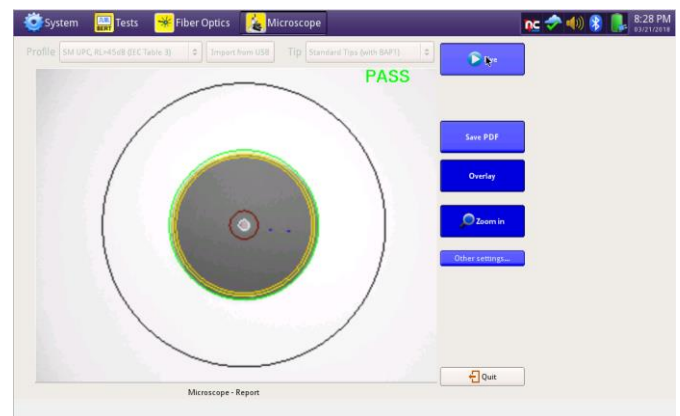 System Tests Fiber Optics Microscope 8:28 PM
03/21/2018
Profile SM UPC, RL>45dB (IEC Table 3) Import from USB Tip Standard Tips (with BAP1)
PASS
Save PDF
Overlay
Zoom in
Other settings...
Quit
Microscope - Report